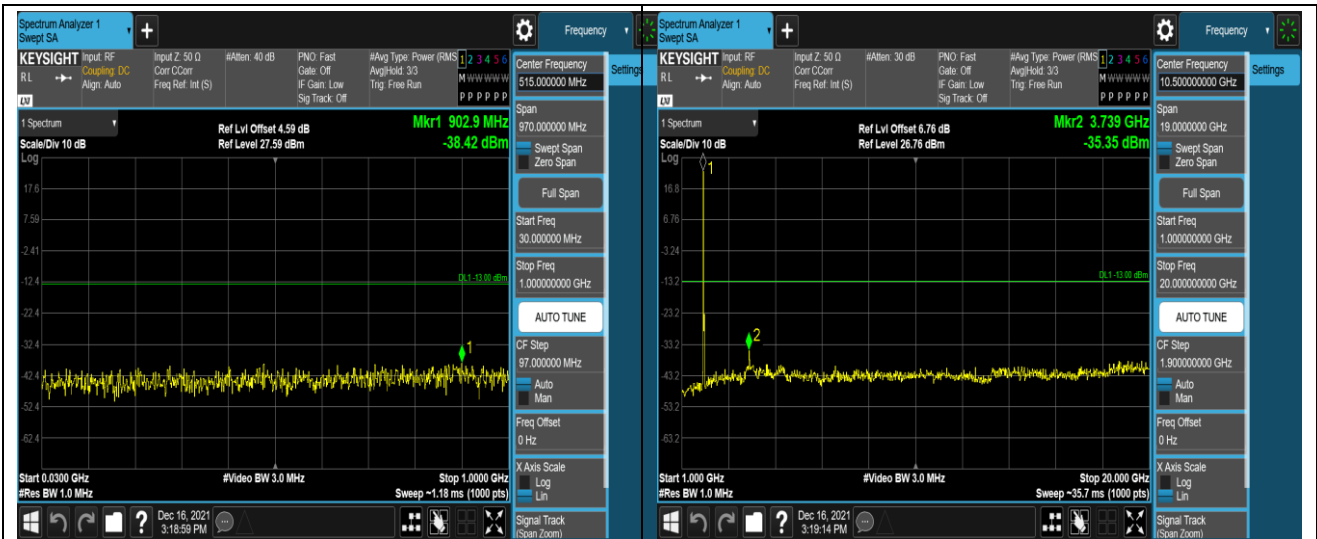 Spectrum Analyzer 1
Swept SA
+
Frequency
KEYSIGHT
RL
LXI
Input: RF
Coupling: DC
Align: Auto
Input Z: 50 Ω
Corr CCorr
Freq Ref: Int (S)
#Atten: 40 dB
PNO: Fast
Gate: Off
IF Gain: Low
Sig Track: Off
#Avg Type: Power (RMS
Avg|Hold: 3/3
Trig: Free Run
1 2 3 4 5 6
M W W W W W
P P P P P P
Settings
1 Spectrum
Scale/Div 10 dB
Ref Lvl Offset 4.59 dB
Ref Level 27.59 dBm
Mkr1 902.9 MHz
-38.42 dBm
Log
17.6
7.59
-2.41
-12.4
-22.4
-32.4
-42.4
-52.4
-62.4
DL1 -13.00 dBm
1
Start 0.0300 GHz
#Res BW 1.0 MHz
#Video BW 3.0 MHz
Stop 1.0000 GHz
Sweep ~1.18 ms (1000 pts)
Center Frequency
515.000000 MHz
Span
970.000000 MHz
Swept Span
Zero Span
Full Span
Start Freq
30.000000 MHz
Stop Freq
1.000000000 GHz
AUTO TUNE
CF Step
97.000000 MHz
Auto
Man
Freq Offset
0 Hz
X Axis Scale
Log
Lin
Signal Track
(Span Zoom)
?
Dec 16, 2021
3:18:59 PM
Spectrum Analyzer 1
Swept SA
+
Frequency
KEYSIGHT
RL
LXI
Input: RF
Coupling: DC
Align: Auto
Input Z: 50 Ω
Corr CCorr
Freq Ref: Int (S)
#Atten: 30 dB
PNO: Fast
Gate: Off
IF Gain: Low
Sig Track: Off
#Avg Type: Power (RMS
Avg|Hold: 3/3
Trig: Free Run
1 2 3 4 5 6
M W W W W W
P P P P P P
Settings
1 Spectrum
Scale/Div 10 dB
Ref Lvl Offset 6.76 dB
Ref Level 26.76 dBm
Mkr2 3.739 GHz
-35.35 dBm
Log
16.8
6.76
-3.24
-13.2
-23.2
-33.2
-43.2
-53.2
-63.2
DL1 -13.00 dBm
1
2
Start 1.000 GHz
#Res BW 1.0 MHz
#Video BW 3.0 MHz
Stop 20.000 GHz
Sweep ~35.7 ms (1000 pts)
Center Frequency
10.500000000 GHz
Span
19.0000000 GHz
Swept Span
Zero Span
Full Span
Start Freq
1.000000000 GHz
Stop Freq
20.000000000 GHz
AUTO TUNE
CF Step
1.900000000 GHz
Auto
Man
Freq Offset
0 Hz
X Axis Scale
Log
Lin
Signal Track
(Span Zoom)
?
Dec 16, 2021
3:19:14 PM